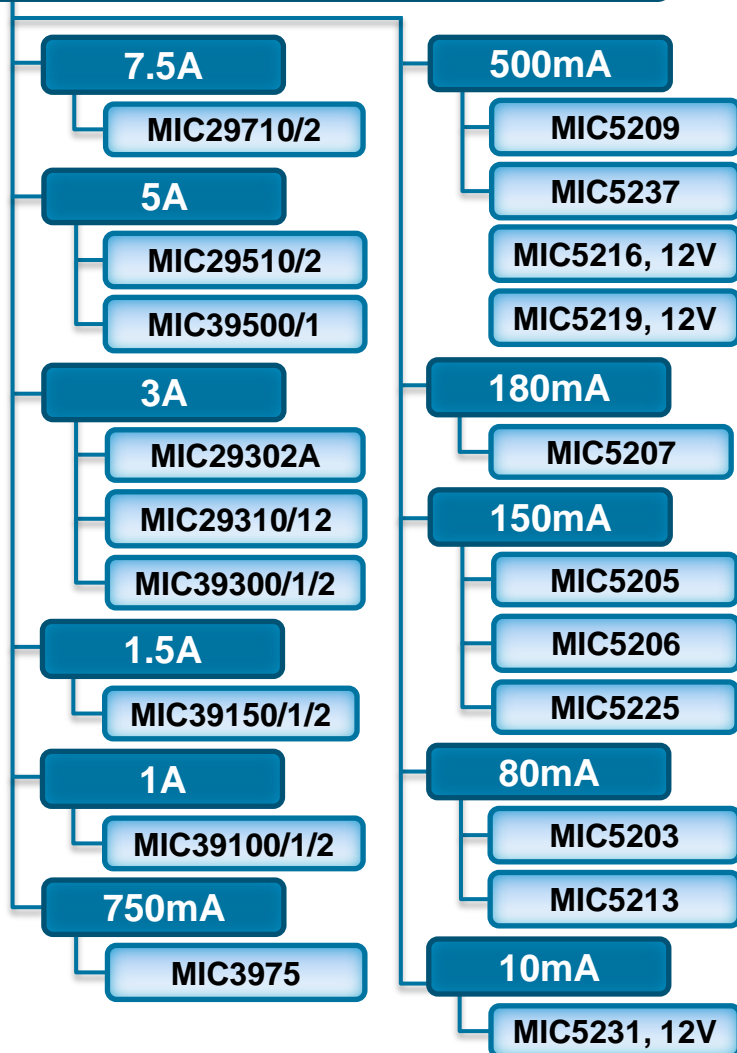 7.5A
MIC29710/2
5A
MIC29510/2
MIC39500/1
3A
MIC29302A
MIC29310/12
MIC39300/1/2
1.5A
MIC39150/1/2
1A
MIC39100/1/2
750mA
MIC3975
500mA
MIC5209
MIC5237
MIC5216, 12V
MIC5219, 12V
180mA
MIC5207
150mA
MIC5205
MIC5206
MIC5225
80mA
MIC5203
MIC5213
10mA
MIC5231, 12V